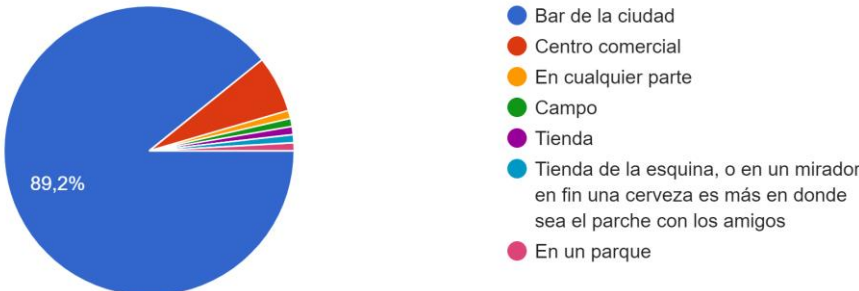 89,2%
Bar de la ciudad
Centro comercial
En cualquier parte
Campo
Tienda
Tienda de la esquina, o en un mirador
en fin una cerveza es más en donde
sea el parche con los amigos
En un parque